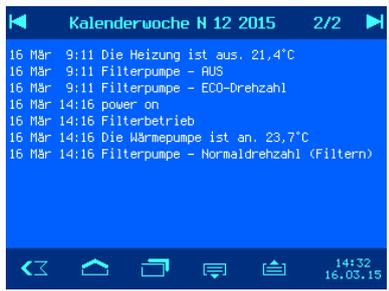 Kalenderwoche N 12 2015 2/2
16 Mär 9:11 Die Heizung ist aus. 21,4°C
16 Mär 9:11 Filterpumpe - AUS
16 Mär 9:11 Filterpumpe - ECO-Drehzahl
16 Mär 14:16 power on
16 Mär 14:16 Filterbetrieb
16 Mär 14:16 Die Wärmepumpe ist an. 23,7°C
16 Mär 14:16 Filterpumpe - Normaldrehzahl (Filtern)
14:32
16.03.15